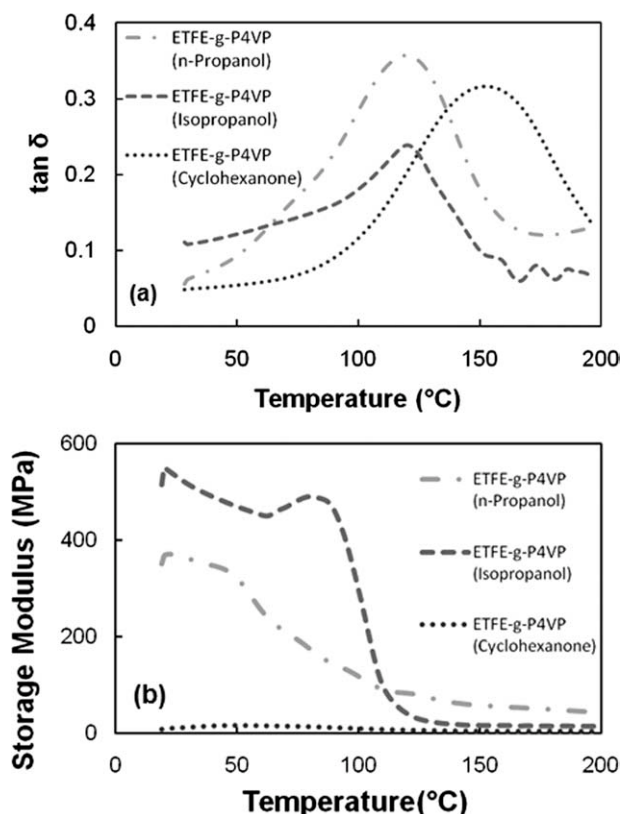 0.4
0.3
0.2
0.1
0
tan δ
ETFE-g-P4VP
(n-Propanol)
ETFE-g-P4VP
(Isopropanol)
ETFE-g-P4VP
(Cyclohexanone)
(a)
0 50 100 150 200
Temperature (°C)
600
400
200
0
Storage Modulus (MPa)
ETFE-g-P4VP
(n-Propanol)
ETFE-g-P4VP
(Isopropanol)
ETFE-g-P4VP
(Cyclohexanone)
(b)
0 50 100 150 200
Temperature(°C)